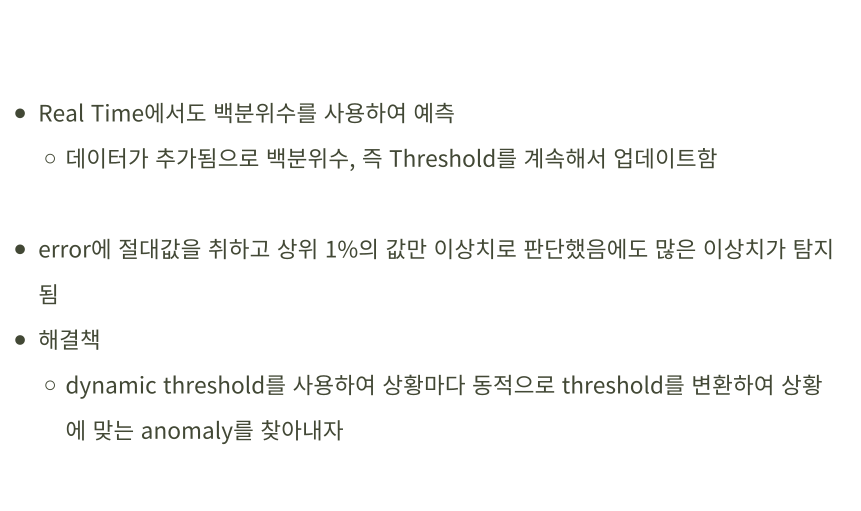 • Real Time에서도 백분위수를 사용하여 예측
○ 데이터가 추가됨으로 백분위수, 즉 Threshold를 계속해서 업데이트함
• error에 절대값을 취하고 상위 1%의 값만 이상치로 판단했음에도 많은 이상치가 탐지
됨
• 해결책
○ dynamic threshold를 사용하여 상황마다 동적으로 threshold를 변환하여 상황
에 맞는 anomaly를 찾아내자